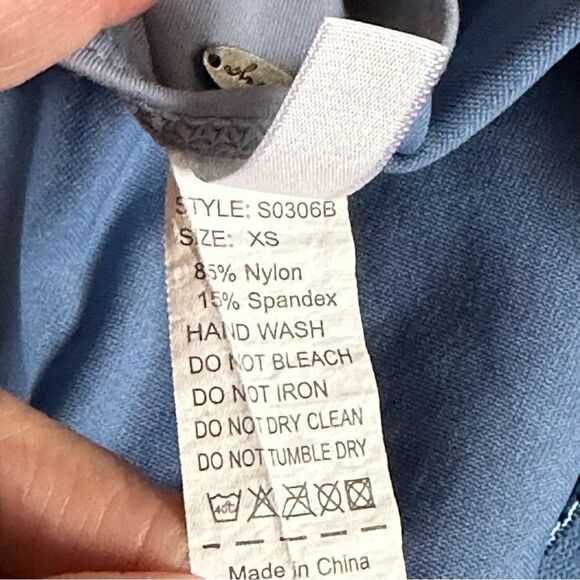 STYLE: S0306B
SIZE: XS
85% Nylon
15% Spandex
HAND WASH
DO NOT BLEACH
DO NOT IRON
DO NOT DRY CLEAN
DO NOT TUMBLE DRY
40C
Made in China